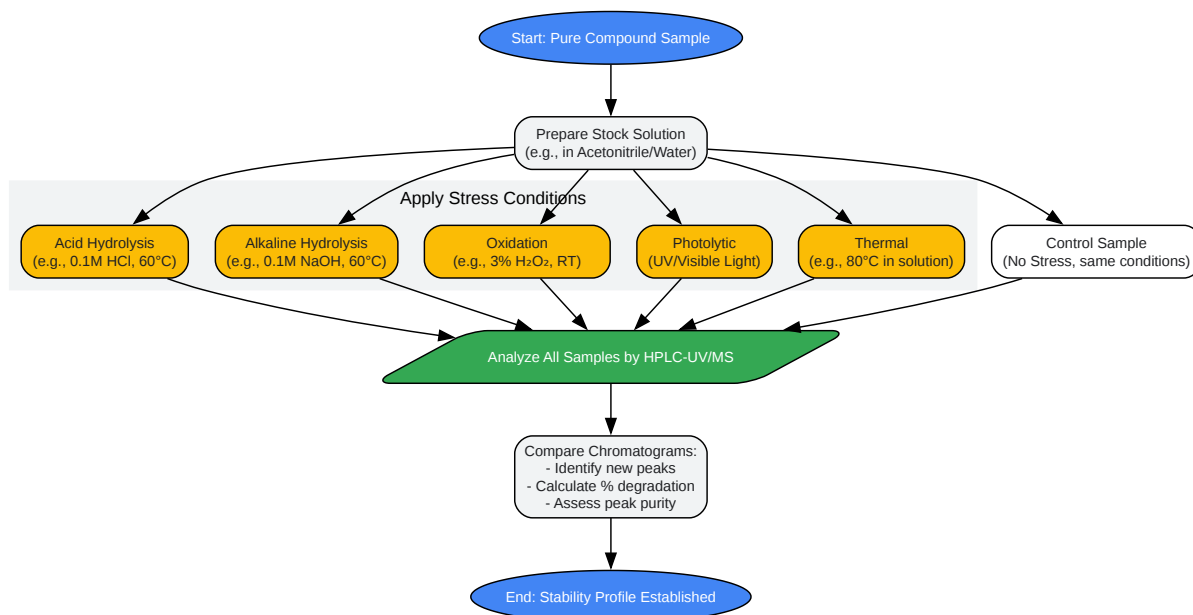 Start: Pure Compound Sample
Prepare Stock Solution
(e.g., in Acetonitrile/Water)
Apply Stress Conditions
Acid Hydrolysis
(e.g., 0.1M HCl, 60°C)
Alkaline Hydrolysis
(e.g., 0.1M NaOH, 60°C)
Oxidation
(e.g., 3% H₂O₂, RT)
Photolytic
(UV/Visible Light)
Thermal
(e.g., 80°C in solution)
Control Sample
(No Stress, same conditions)
Analyze All Samples by HPLC-UV/MS
Compare Chromatograms:
- Identify new peaks
- Calculate % degradation
- Assess peak purity
End: Stability Profile Established